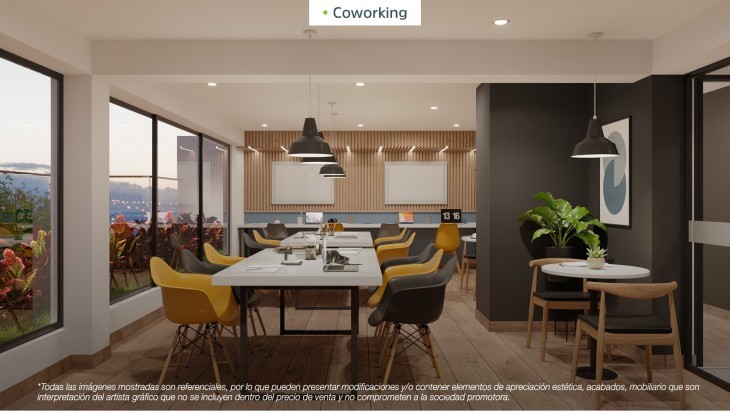 • Coworking
13 16
*Todas las imágenes mostradas son referenciales, por lo que pueden presentar modificaciones y/o contener elementos de apreciación estética, acabados, mobiliario que son
interpretación del artista gráfico que no se incluyen dentro del precio de venta y no comprometen a la sociedad promotora.